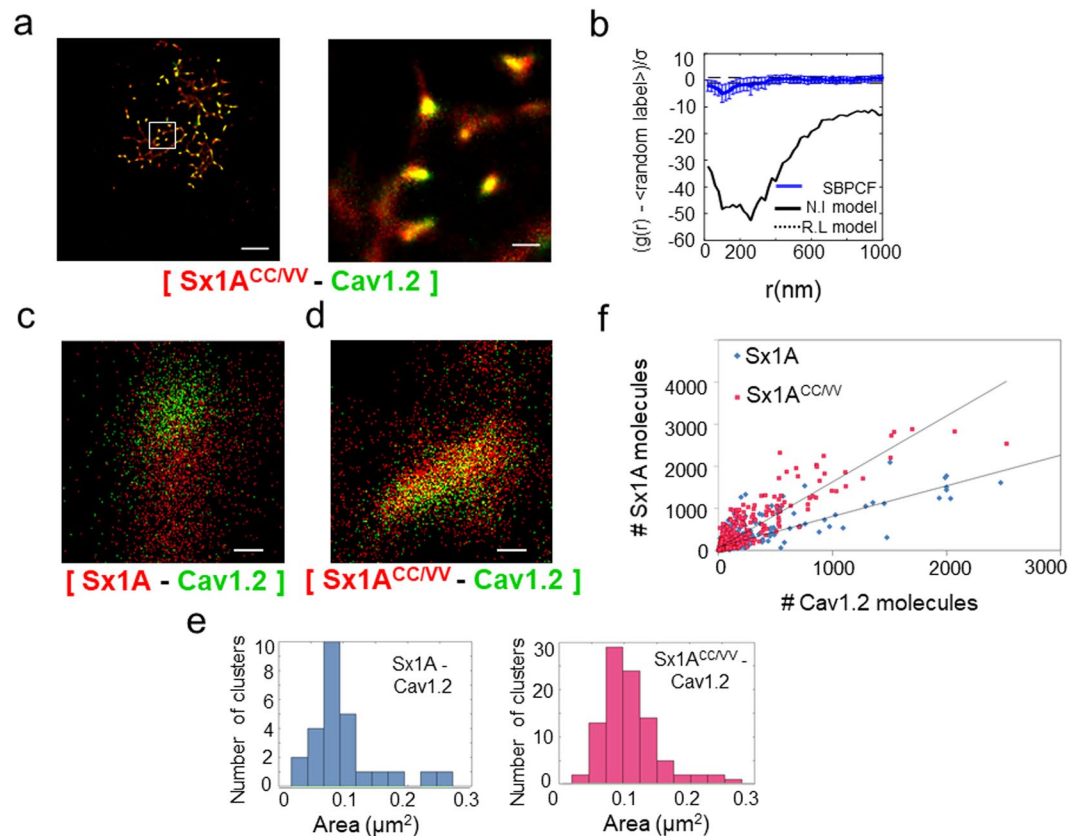 a
[ Sx1A^CC/VV - Cav1.2 ]
b
(g(r) - <random label>)/σ
0
-10
-20
-30
-40
-50
-60
SBPCF
N.I model
R.L model
0 200 600 1000
r(nm)
c
[ Sx1A - Cav1.2 ]
d
[ Sx1A^CC/VV - Cav1.2 ]
f
Sx1A
Sx1A^CC/VV
# Sx1A molecules
4000
3000
2000
1000
0
0 1000 2000 3000
# Cav1.2 molecules
e
Number of clusters
10
8
6
4
2
0
Sx1A -
Cav1.2
0 0.1 0.2 0.3
Area (µm²)
Number of clusters
30
20
10
0
Sx1A^CC/VV -
Cav1.2
0 0.1 0.2 0.3
Area (µm²)